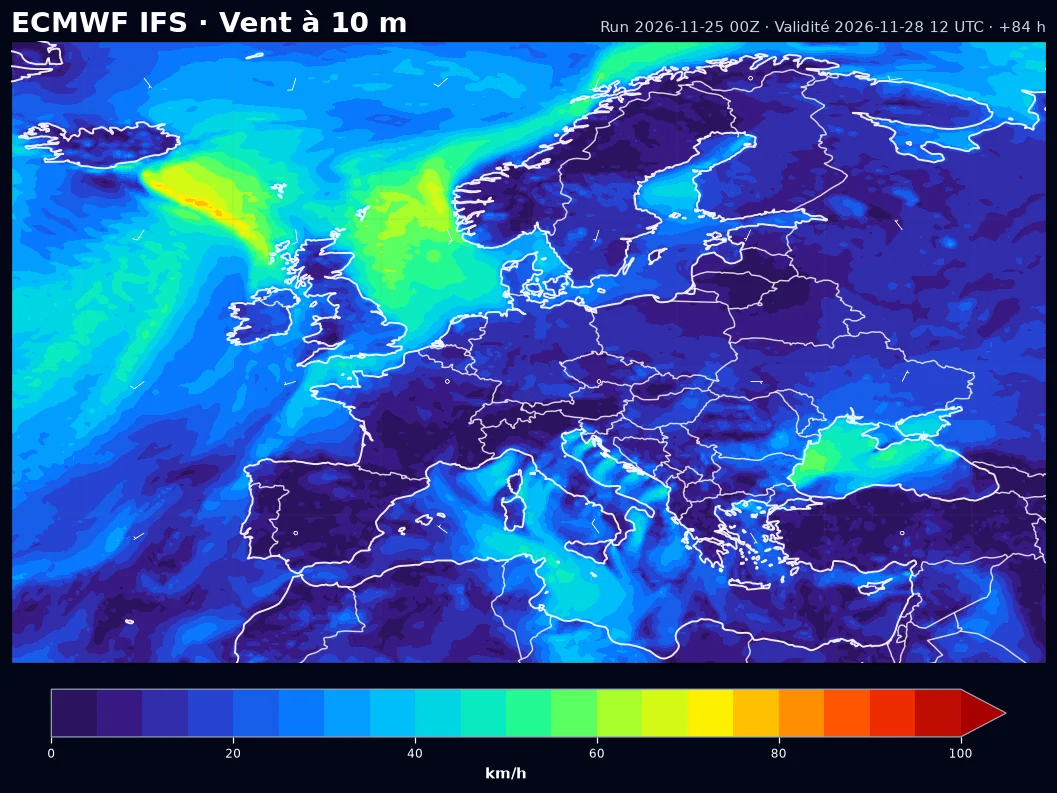 ECMWF IFS · Vent à 10 m
Run 2026-11-25 00Z · Validité 2026-11-28 12 UTC · +84 h
0 20 40 60 80 100
km/h